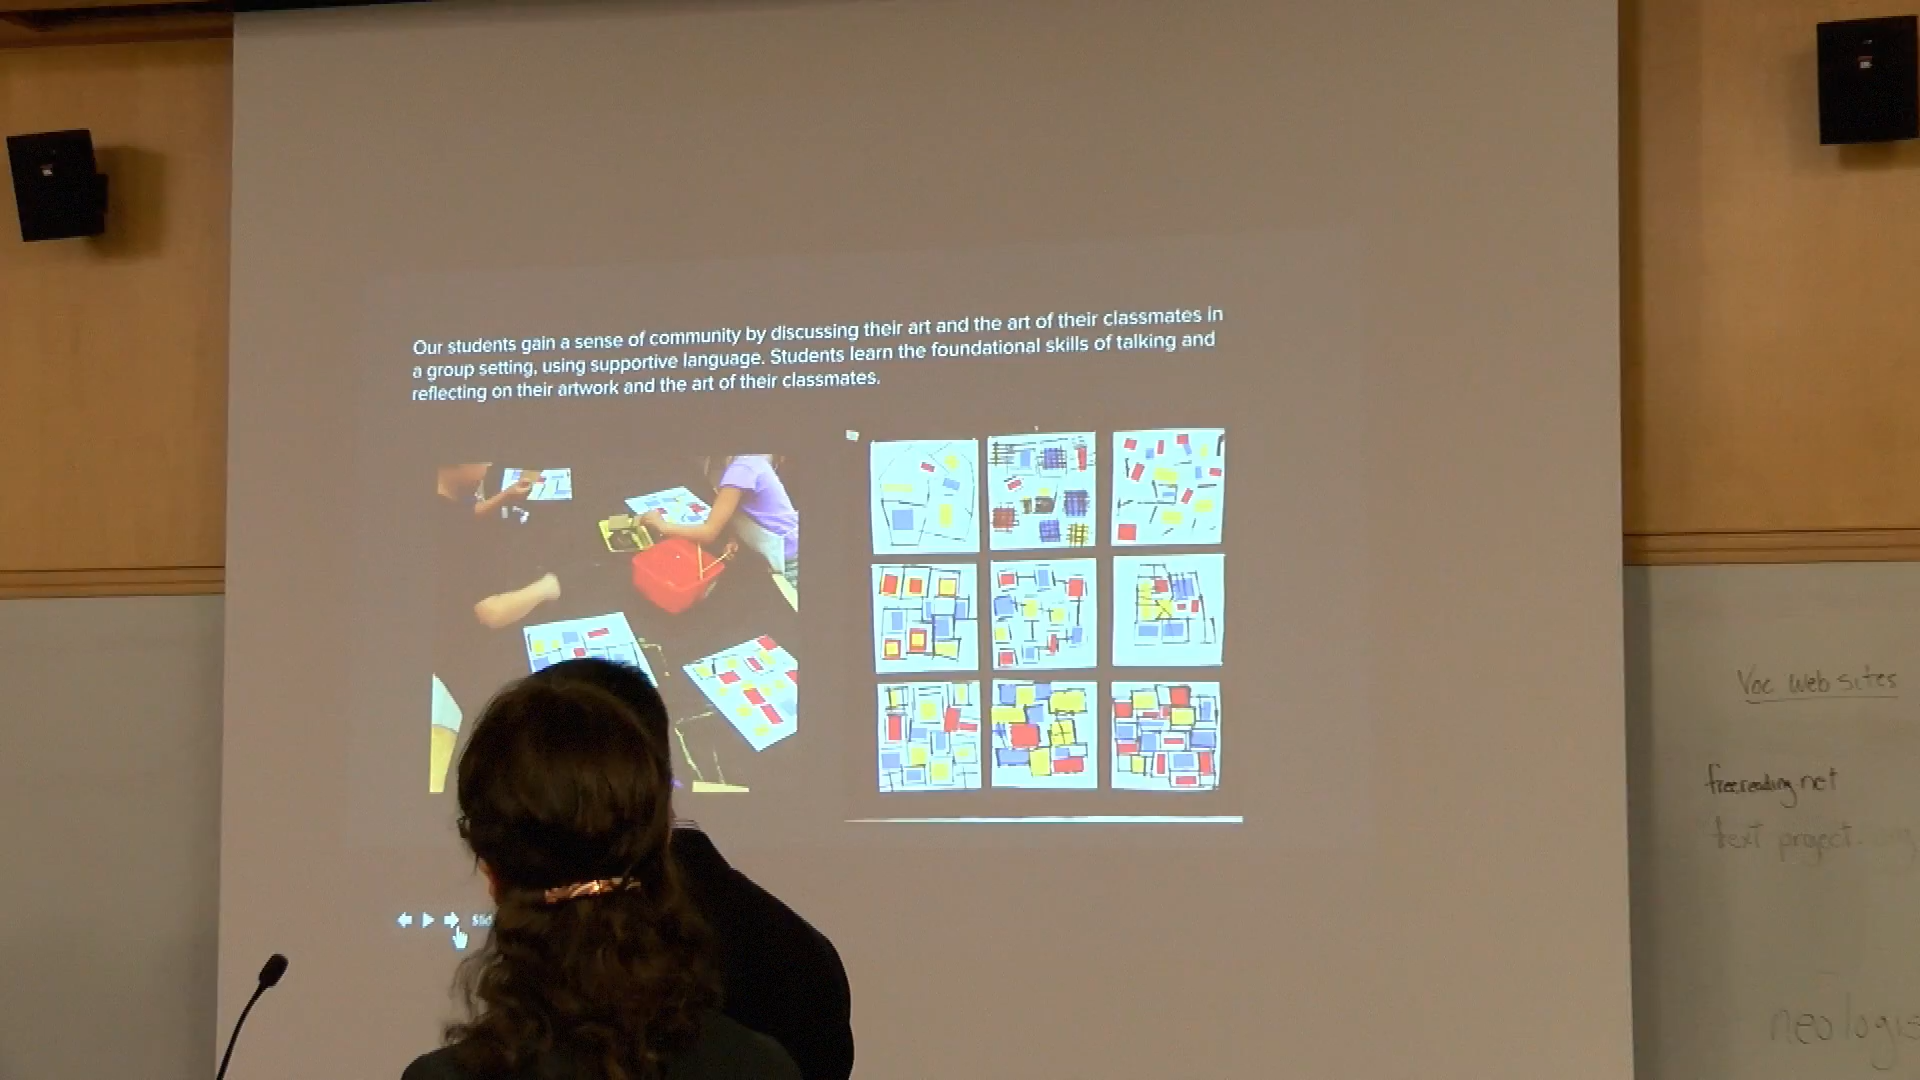 Our students gain a sense of community by discussing their art and the art of their classmates in
a group setting, using supportive language. Students learn the foundational skills of talking and
reflecting on their artwork and the art of their classmates.
Slid
Voc web sites
freereading.net
text project.
neologis